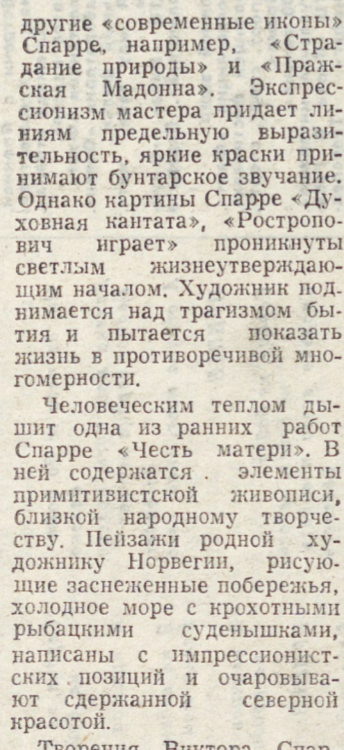 другие «современные иконы»
Спарре, например, «Стра-
дание природы» и «Праж-
ская Мадонна». Экспрес-
сионизм мастера придает ли-
ниям предельную вырази-
тельность, яркие краски при-
нимают бунтарское звучание.
Однако картины Спарре «Ду-
ховная кантата», «Ростропо-
вич играет» проникнуты
светлым жизнеутверждаю-
щим началом. Художник под-
нимается над трагизмом бы-
тия и пытается показать
жизнь в противоречивой мно-
гомерности.
Человеческим теплом ды-
шит одна из ранних работ
Спарре «Честь матери». В
ней содержатся элементы
примитивистской живописи,
близкой народному творче-
ству. Пейзажи родной ху-
дожнику Норвегии, рисую-
щие заснеженные побережья,
холодное море с крохотными
рыбацкими суденышками,
написаны с импрессионист-
ских позиций и очаровыва-
ют сдержанной северной
красотой.
Творения Виктора Спар-